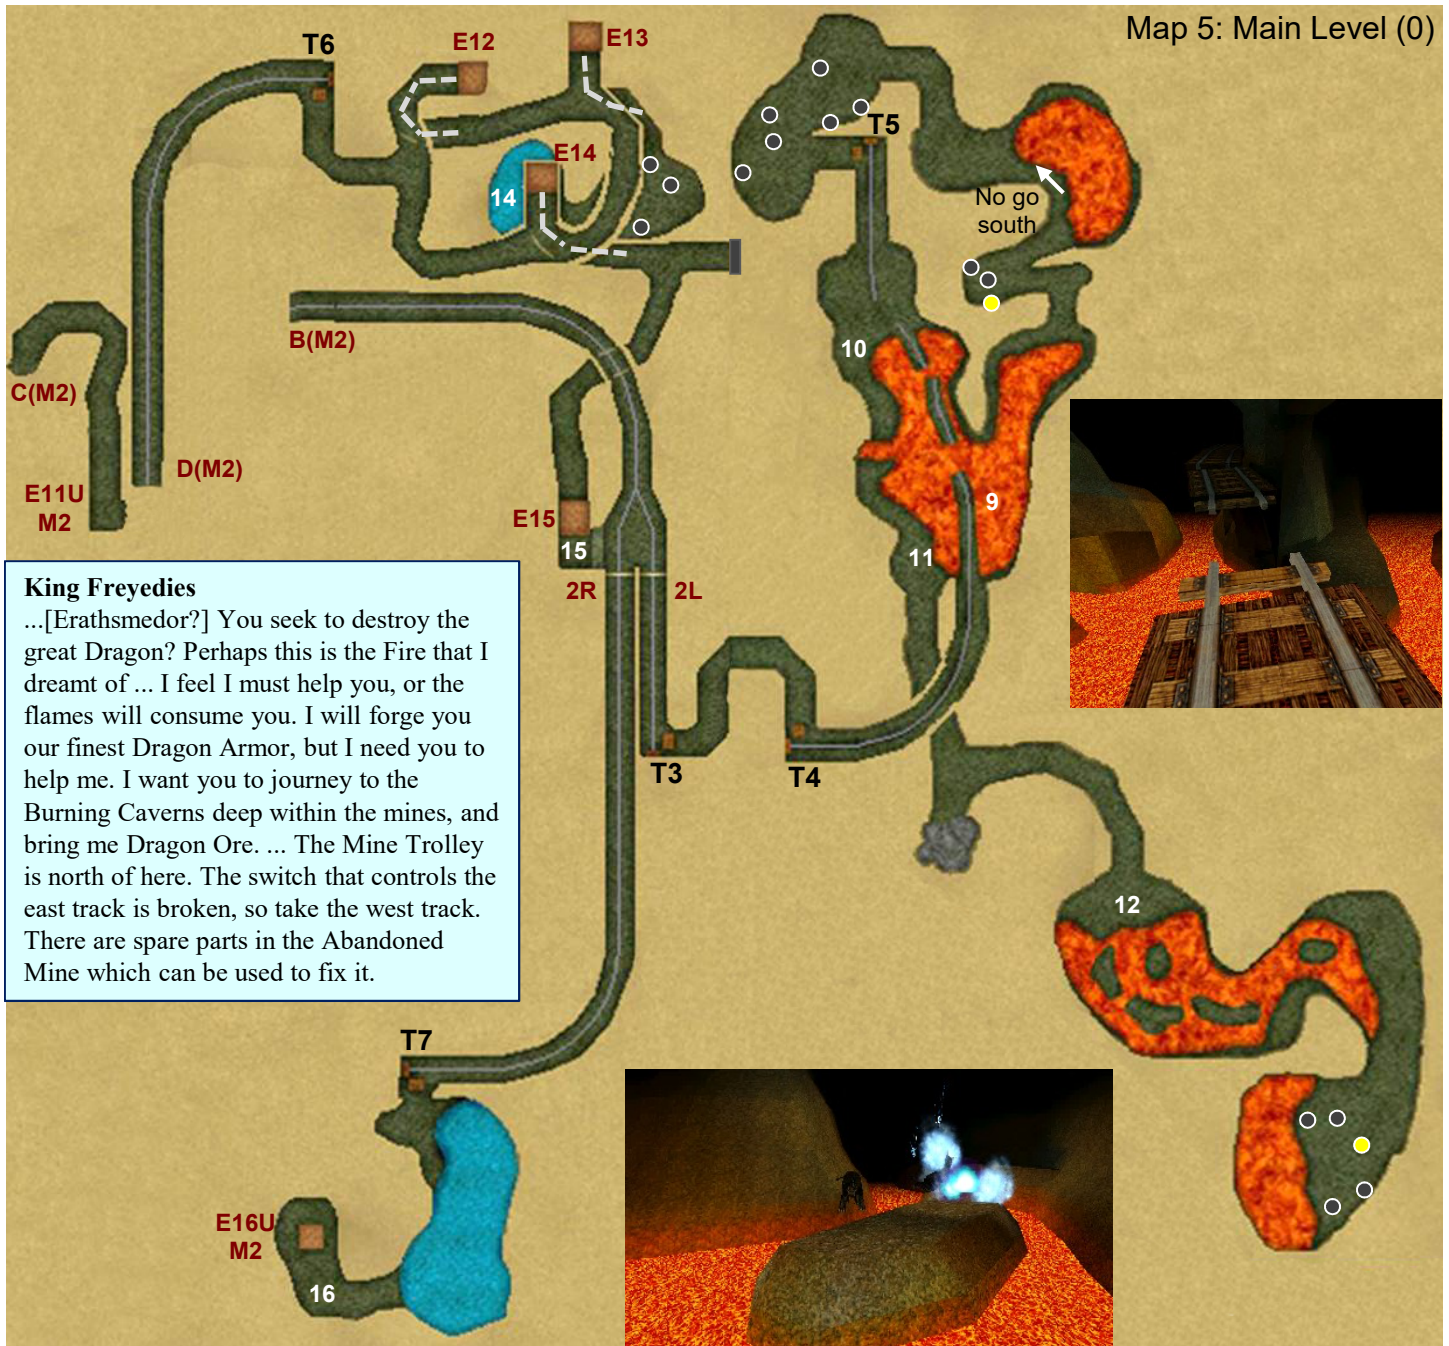 Map 5: Main Level (0)
T6
E12
E13
T5
E14
14
No go
south
B(M2)
10
C(M2)
D(M2)
E11U
M2
9
E15
15
11
2R
2L
King Freyedies
...[Erathsmedor?] You seek to destroy the
great Dragon? Perhaps this is the Fire that I
dreamt of ... I feel I must help you, or the
flames will consume you. I will forge you
our finest Dragon Armor, but I need you to
help me. I want you to journey to the
Burning Caverns deep within the mines, and
bring me Dragon Ore. ... The Mine Trolley
is north of here. The switch that controls the
east track is broken, so take the west track.
There are spare parts in the Abandoned
Mine which can be used to fix it.
T3
T4
12
T7
E16U
M2
16